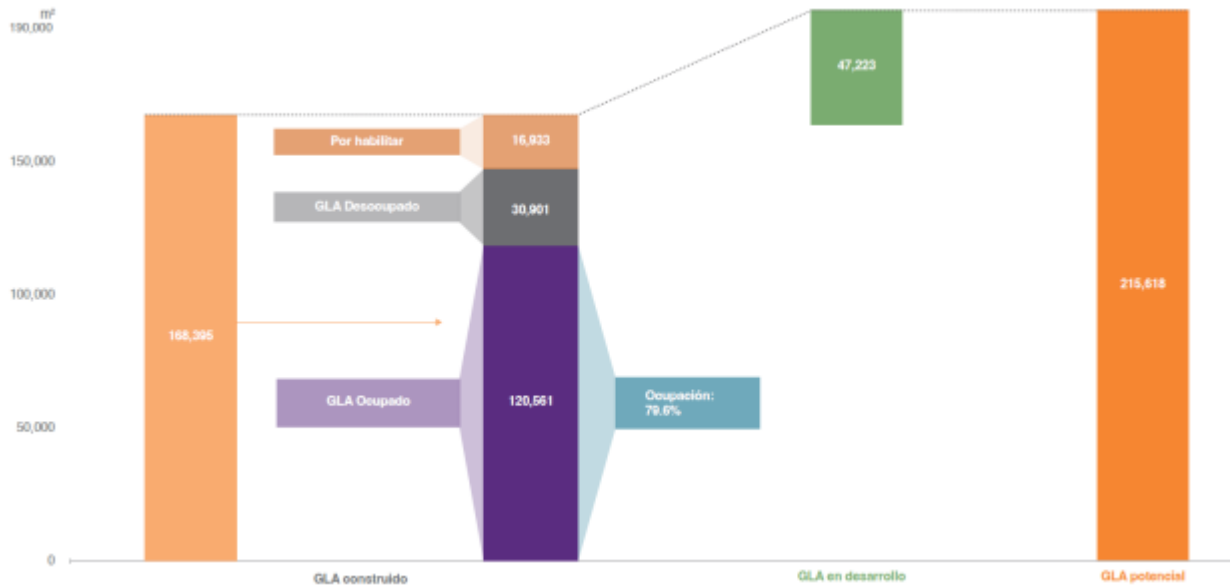 m²
190,000
47,223
Por habilitar
16,933
150,000
GLA Desocupado
30,901
100,000
215,618
168,395
GLA Ocupado
120,561
Ocupación:
79.6%
50,000
0
GLA construido
GLA en desarrollo
GLA potencial